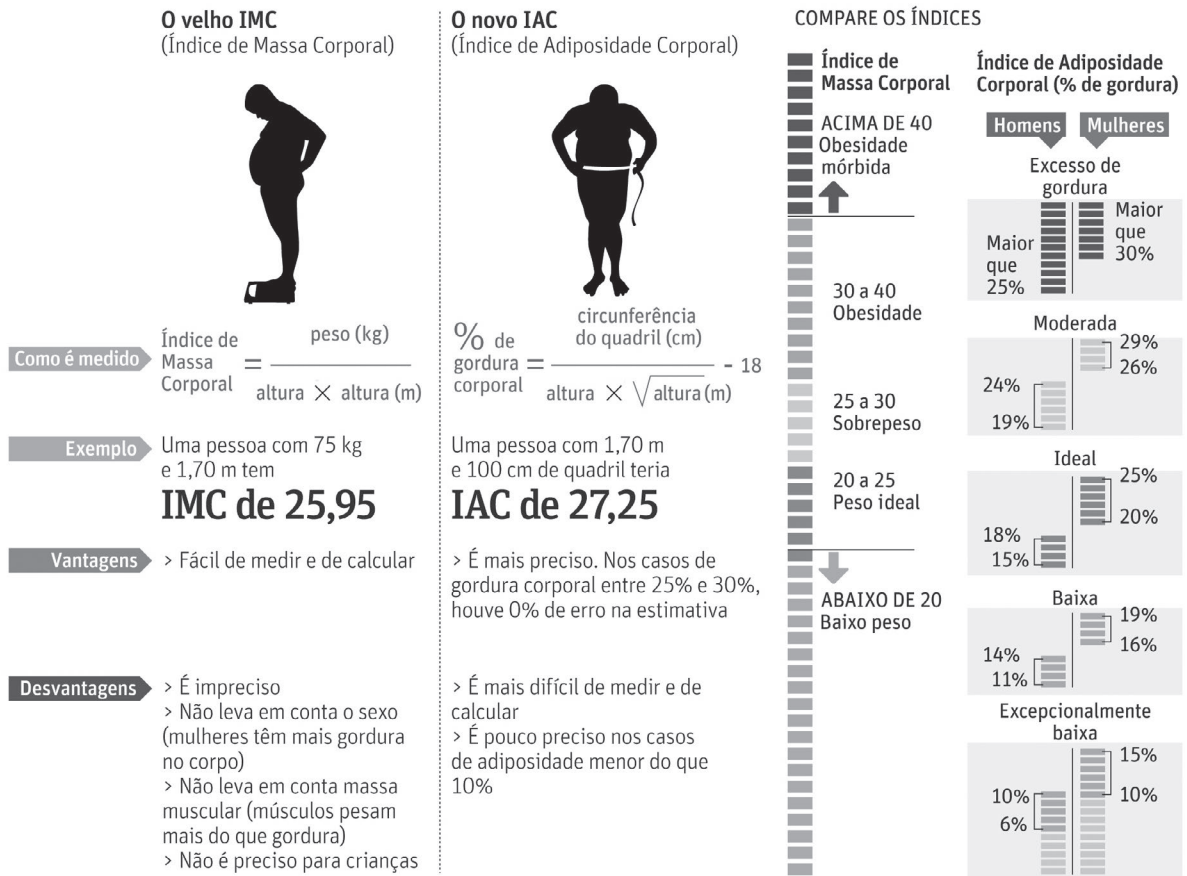 O velho IMC
(Índice de Massa Corporal)
O novo IAC
(Índice de Adiposidade Corporal)
Como é medido
Índice de
Massa
Corporal
=
peso (kg)
altura × altura (m)
% de
gordura
corporal
=
circunferência
do quadril (cm)
altura × √altura (m)
- 18
Exemplo
Uma pessoa com 75 kg
e 1,70 m tem
IMC de 25,95
Uma pessoa com 1,70 m
e 100 cm de quadril teria
IAC de 27,25
Vantagens
> Fácil de medir e de calcular
> É mais preciso. Nos casos de
gordura corporal entre 25% e 30%,
houve 0% de erro na estimativa
Desvantagens
> É impreciso
> Não leva em conta o sexo
(mulheres têm mais gordura
no corpo)
> Não leva em conta massa
muscular (músculos pesam
mais do que gordura)
> Não é preciso para crianças
> É mais difícil de medir e de
calcular
> É pouco preciso nos casos
de adiposidade menor do que
10%
COMPARE OS ÍNDICES
Índice de
Massa Corporal
ACIMA DE 40
Obesidade
mórbida
30 a 40
Obesidade
25 a 30
Sobrepeso
20 a 25
Peso ideal
ABAIXO DE 20
Baixo peso
Índice de Adiposidade
Corporal (% de gordura)
Homens
Mulheres
Excesso de
gordura
Maior
que
25%
Maior
que
30%
Moderada
24%
19%
29%
26%
Ideal
18%
15%
25%
20%
Baixa
14%
11%
19%
16%
Excepcionalmente
baixa
10%
6%
15%
10%